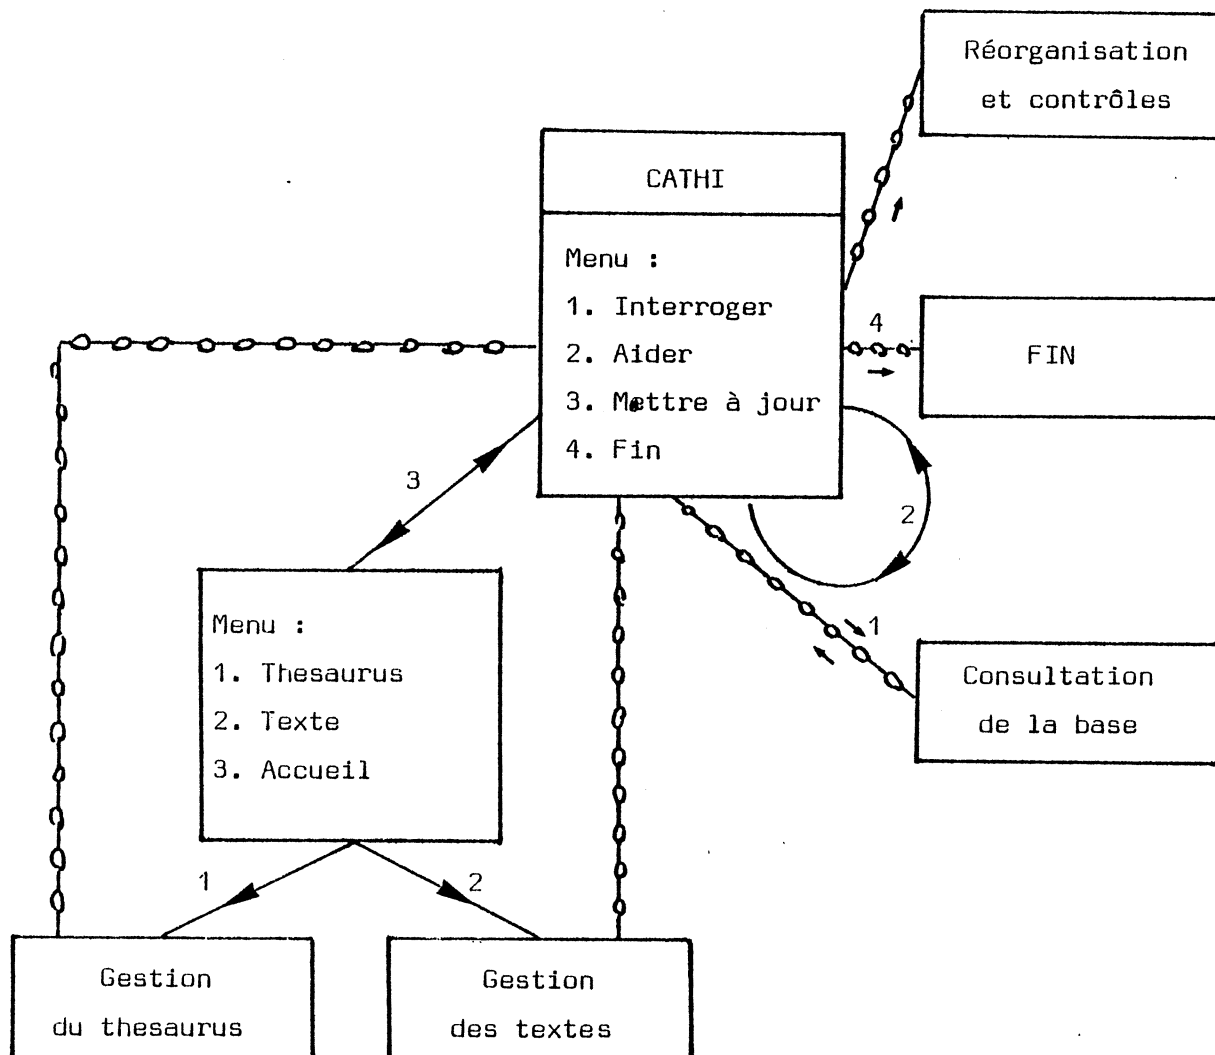 Réorganisation
et contrôles
CATHI
Menu :
1. Interroger
2. Aider
3. Mettre à jour
4. Fin
4
FIN
3
2
1
Menu :
1. Thesaurus
2. Texte
3. Accueil
Consultation
de la base
1
2
Gestion
du thesaurus
Gestion
des textes